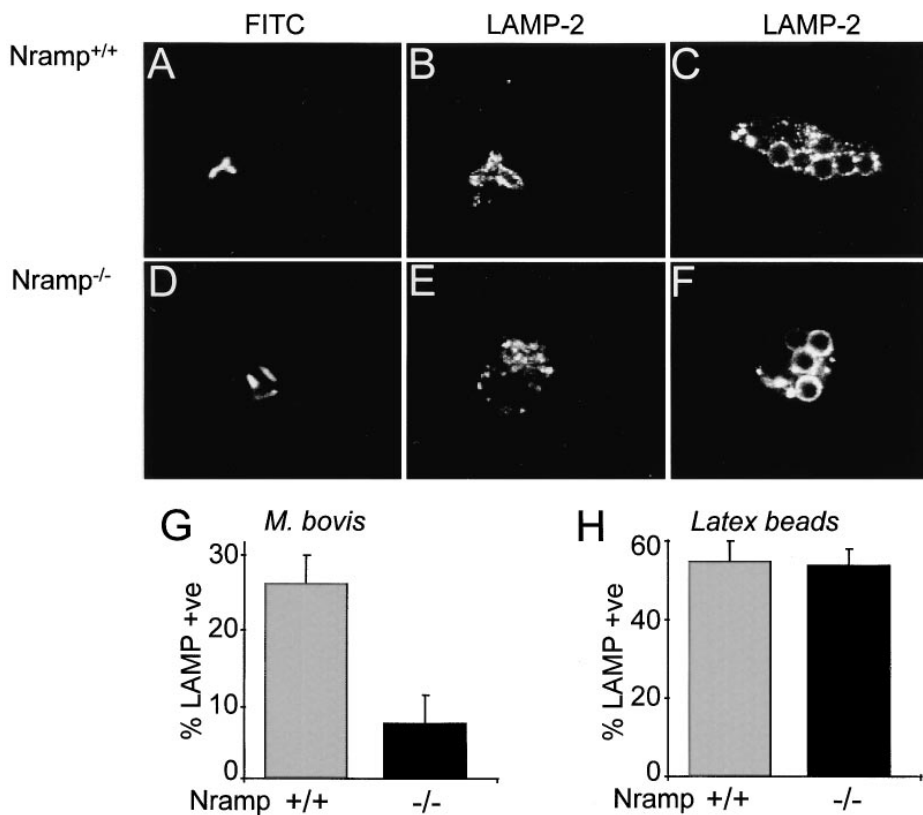 FITC LAMP-2 LAMP-2
Nramp+/+
A B C
Nramp-/-
D E F
G M. bovis
% LAMP +ve
30
20
10
0
Nramp +/+ -/-
H Latex beads
% LAMP +ve
60
40
20
0
Nramp +/+ -/-